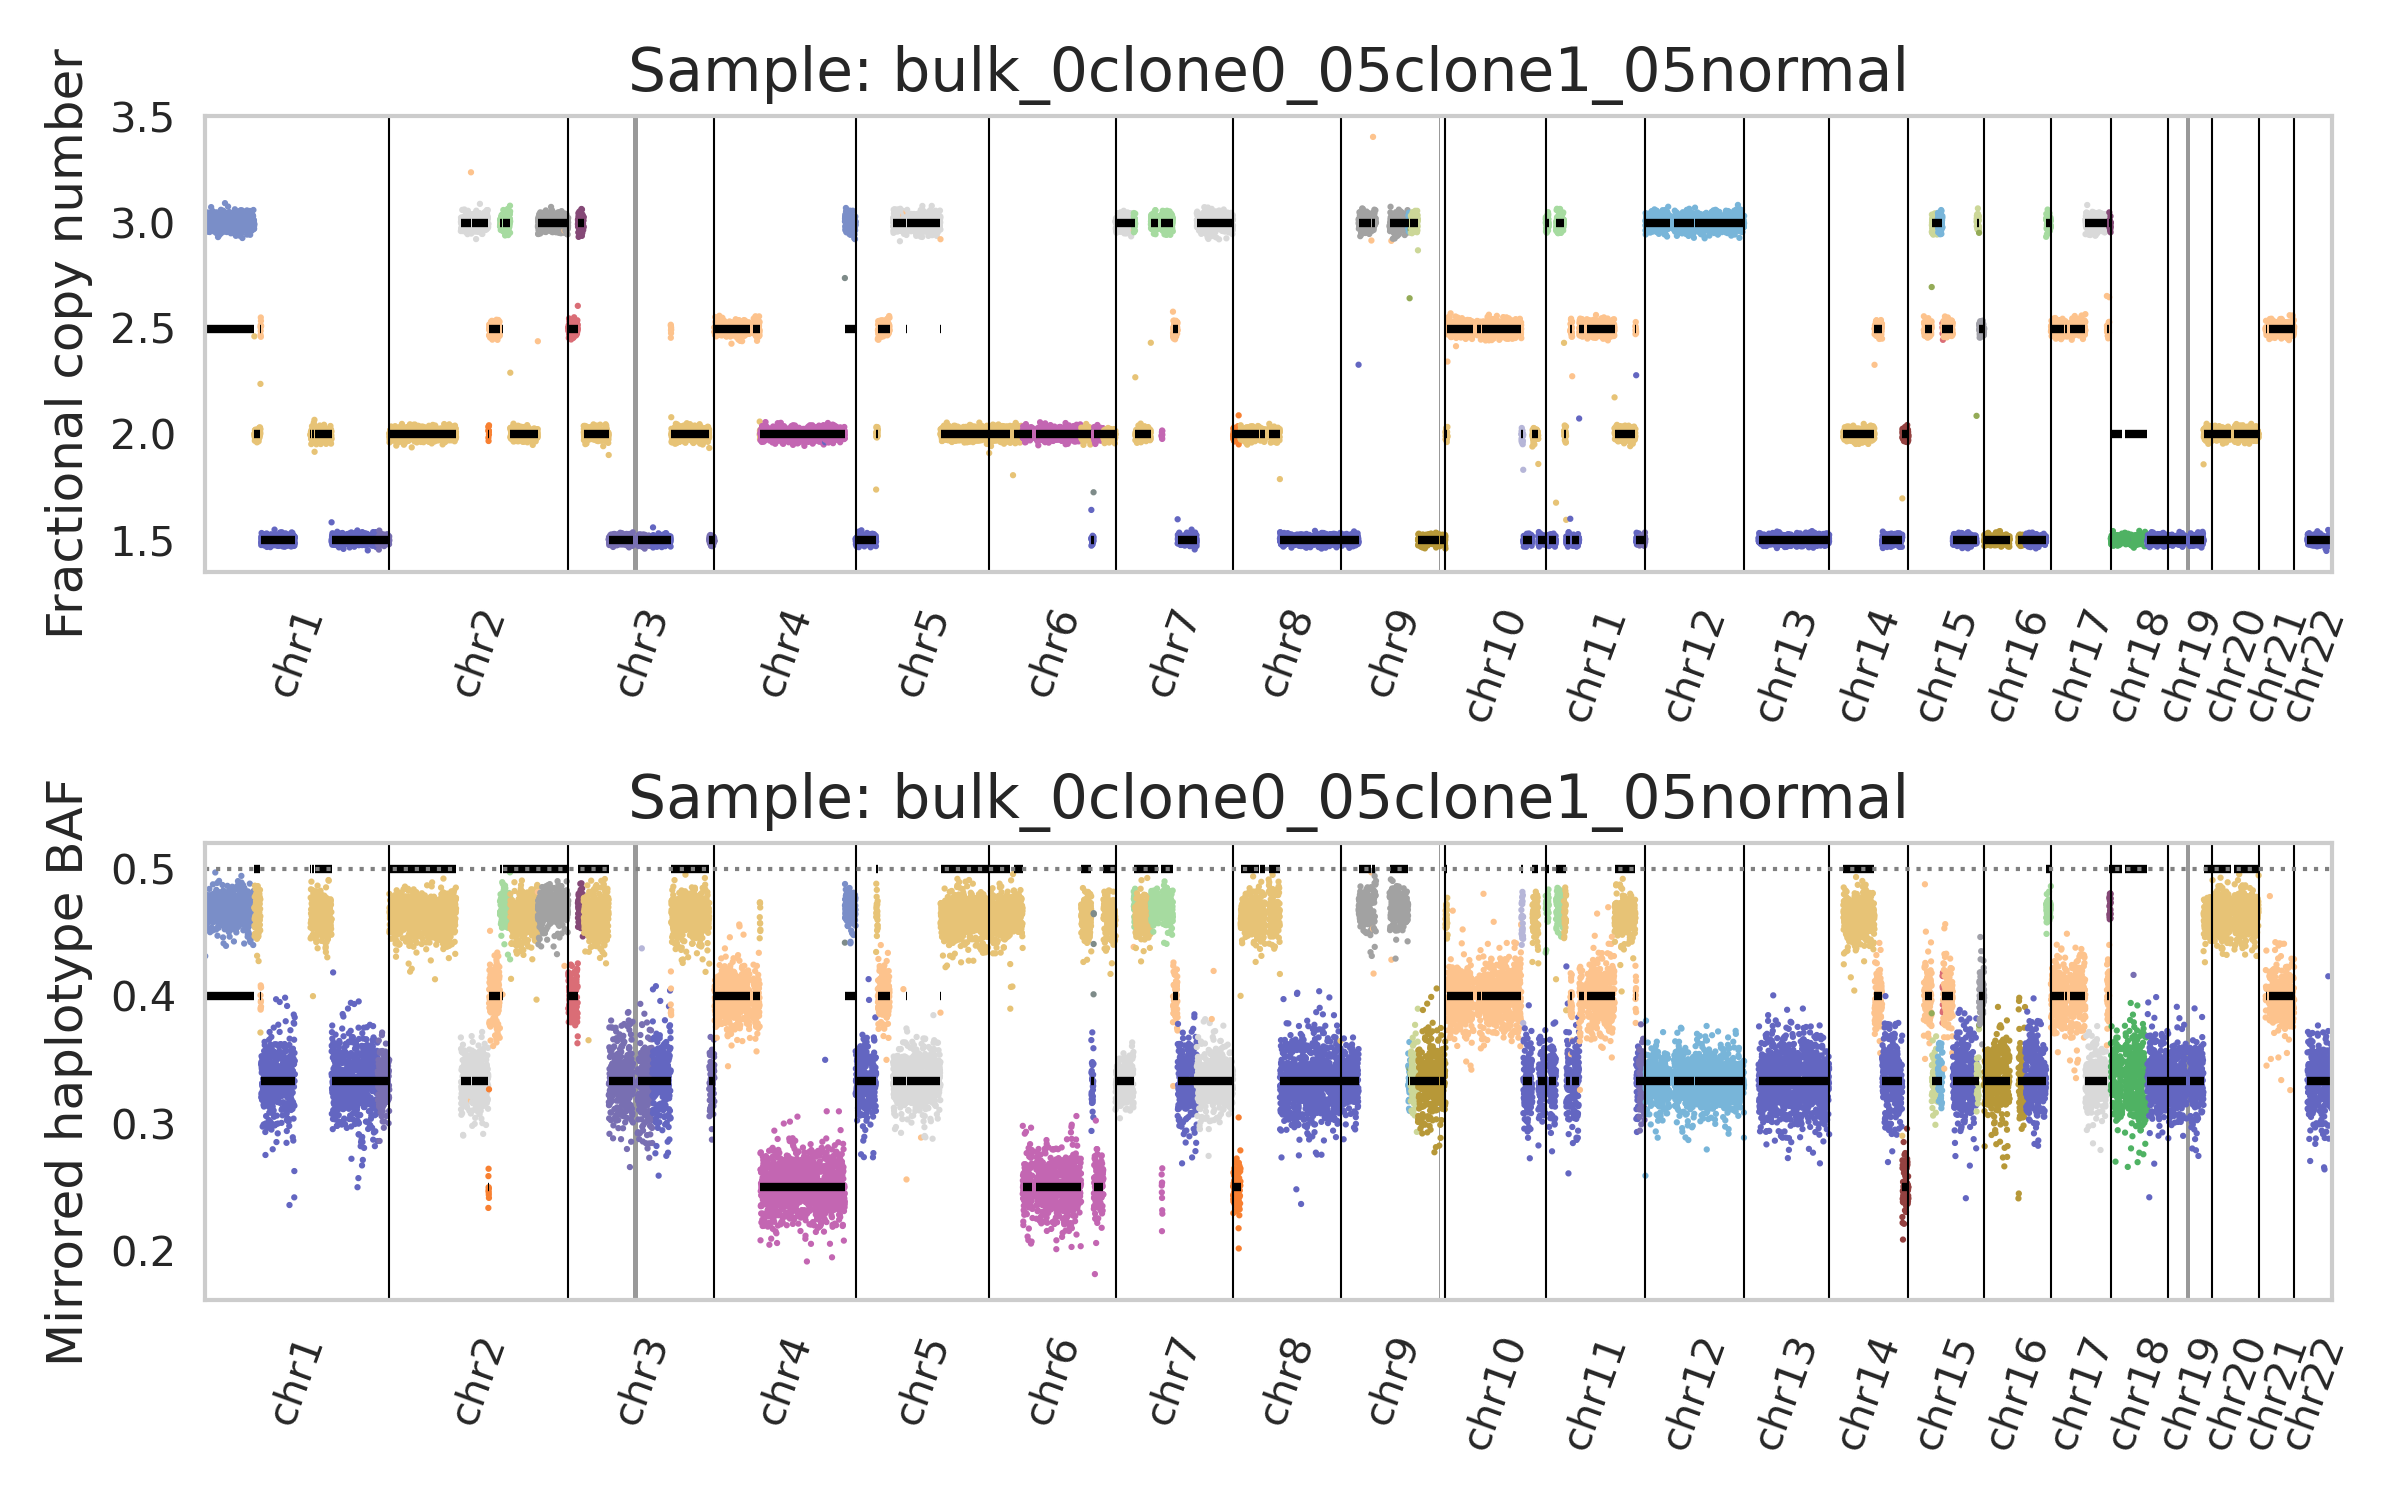 Sample: bulk_0clone0_05clone1_05normal
Fractional copy number
3.5
3.0
2.5
2.0
1.5
chr1 chr2 chr3 chr4 chr5 chr6 chr7 chr8 chr9 chr10 chr11 chr12 chr13 chr14 chr15 chr16 chr17 chr18 chr19 chr20 chr21 chr22
Sample: bulk_0clone0_05clone1_05normal
Mirrored haplotype BAF
0.5
0.4
0.3
0.2
chr1 chr2 chr3 chr4 chr5 chr6 chr7 chr8 chr9 chr10 chr11 chr12 chr13 chr14 chr15 chr16 chr17 chr18 chr19 chr20 chr21 chr22